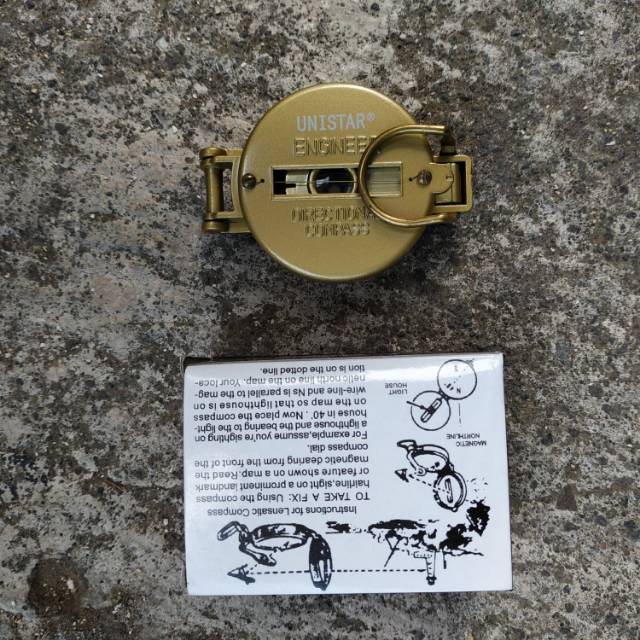 UNISTAR®
ENGINEER
DIRECTIONAL
COMPASS
Instructions for Lensatic Compass
TO TAKE A FIX: Using the compass
hairline,sight on a prominent landmark
or feature shown on a map.Read the
magnetic dearing from the front of the
compass dial.
For example,assume you're sighting on
a lighthouse and the bearing to the light-
house in 40'. Now place the compass
on the map so that hghthouse is on
wire-line and Ns is parallel to the mag-
netic north line on the map. Your loca-
tion is on the dotted line.
MAGNETIC
NORTHLINE
LIGHT
HOUSE